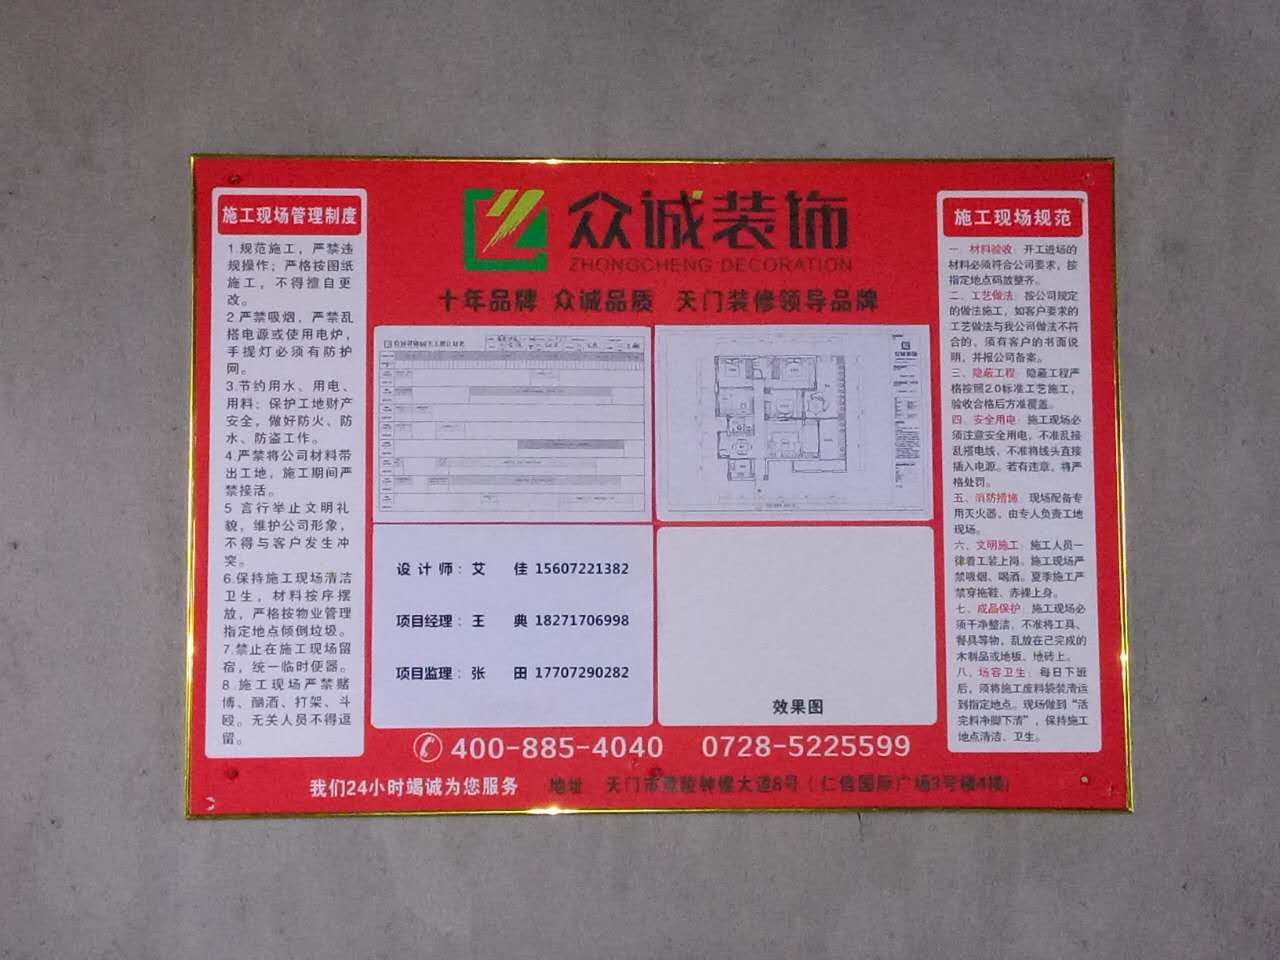 众诚装饰
ZHONGCHENG DECORATION
十年品牌 众诚品质 天门装修领导品牌
施工现场管理制度
1.规范施工，严禁违
规操作；严格按图纸
施工，不得擅自更
改。
2.严禁吸烟、严禁乱
搭电源或使用电炉，
手提灯必须有防护
网。
3.节约用水、用电、
用料；保护工地财产
安全，做好防火、防
水、防盗工作。
4.严禁将公司材料带
出工地，施工期间严
禁接活。
5 言行举止文明礼
貌，维护公司形象，
不得与客户发生冲
突。
6.保持施工现场清洁
卫生，材料按序摆
放，严格按物业管理
指定地点倾倒垃圾。
7.禁止在施工现场留
宿，统一临时便器。
8.施工现场严禁赌
博、酗酒、打架、斗
殴。无关人员不得逗
留。
设计师：艾 佳 15607221382
项目经理：王 典 18271706998
项目监理：张 田 17707290282
效果图
施工现场规范
一、材料验收：开工进场的
材料必须符合公司要求，按
指定地点码放整齐。
二、工艺做法：按公司规定
的做法施工，如客户要求的
工艺做法与我公司做法不符
合的，须有客户的书面说
明，并报公司备案。
三、隐蔽工程：隐蔽工程严
格按照2.0标准工艺施工，
验收合格后方准覆盖。
四、安全用电：施工现场必
须注意安全用电，不准乱接
乱搭电线，不准将线头直接
插入电源。若有违章，将严
格处罚。
五、消防措施：现场配备专
用灭火器，由专人负责工地
现场。
六、文明施工：施工人员一
律着工装上岗。施工现场严
禁吸烟、喝酒。夏季施工严
禁穿拖鞋、赤裸上身。
七、成品保护：施工现场必
须干净整洁，不准将工具、
餐具等物，乱放在已完成的
木制品或地板、地砖上。
八、场容卫生：每日下班
后，须将施工废料袋装清运
到指定地点。现场做到“活
完料净脚下清”，保持施工
地点清洁、卫生。
400-885-4040 0728-5225599
我们24小时竭诚为您服务 地址 天门市竟陵钟惺大道8号（仁信国际广场3号楼4楼）